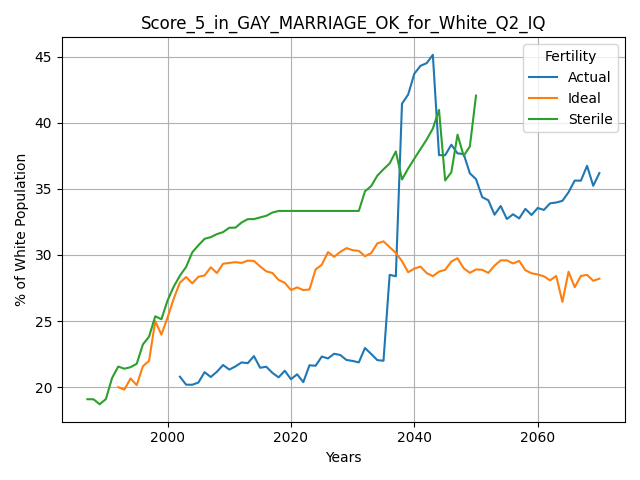 Score_5_in_GAY_MARRIAGE_OK_for_White_Q2_IQ
Fertility
Actual
Ideal
Sterile
% of White Population
45
40
35
30
25
20
2000
2020
2040
2060
Years